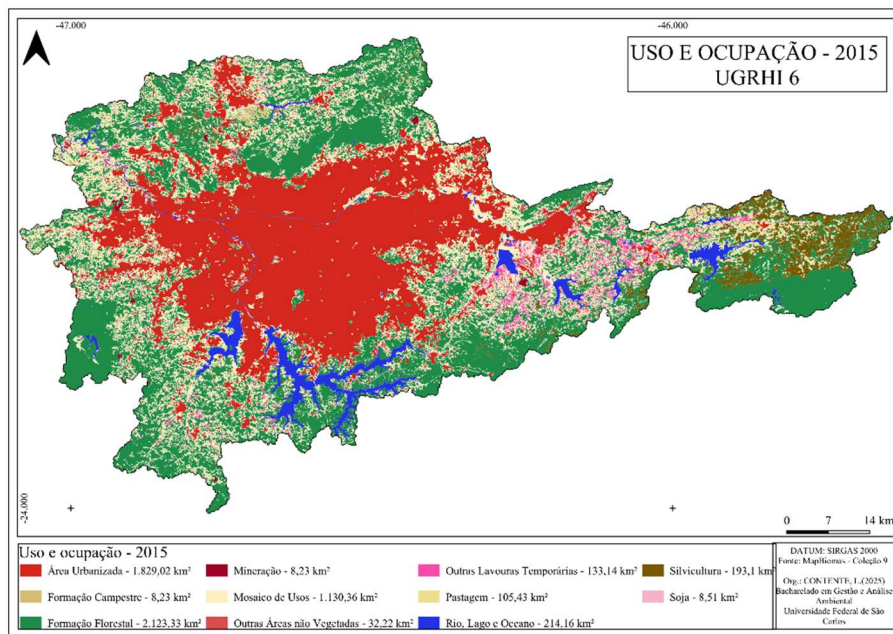 -47.000
-46.000
USO E OCUPAÇÃO - 2015
UGRHI 6
-24.000
0 7 14 km
Uso e ocupação - 2015
Área Urbanizada - 1.829,02 km²
Mineração - 8,23 km²
Outras Lavouras Temporárias - 133,14 km²
Silvicultura - 193,1 km²
Formação Campestre - 8,23 km²
Mosaico de Usos - 1.130,36 km²
Pastagem - 105,43 km²
Soja - 8,51 km²
Formação Florestal - 2.123,33 km²
Outras Áreas não Vegetadas - 32,22 km²
Rio, Lago e Oceano - 214,16 km²
DATUM: SIRGAS 2000
Fonte: MapBiomas - Coleção 9
Org.: CONTENTE, L.(2025)
Bacharelado em Gestão e Análise
Ambiental
Universidade Federal de São
Carlos